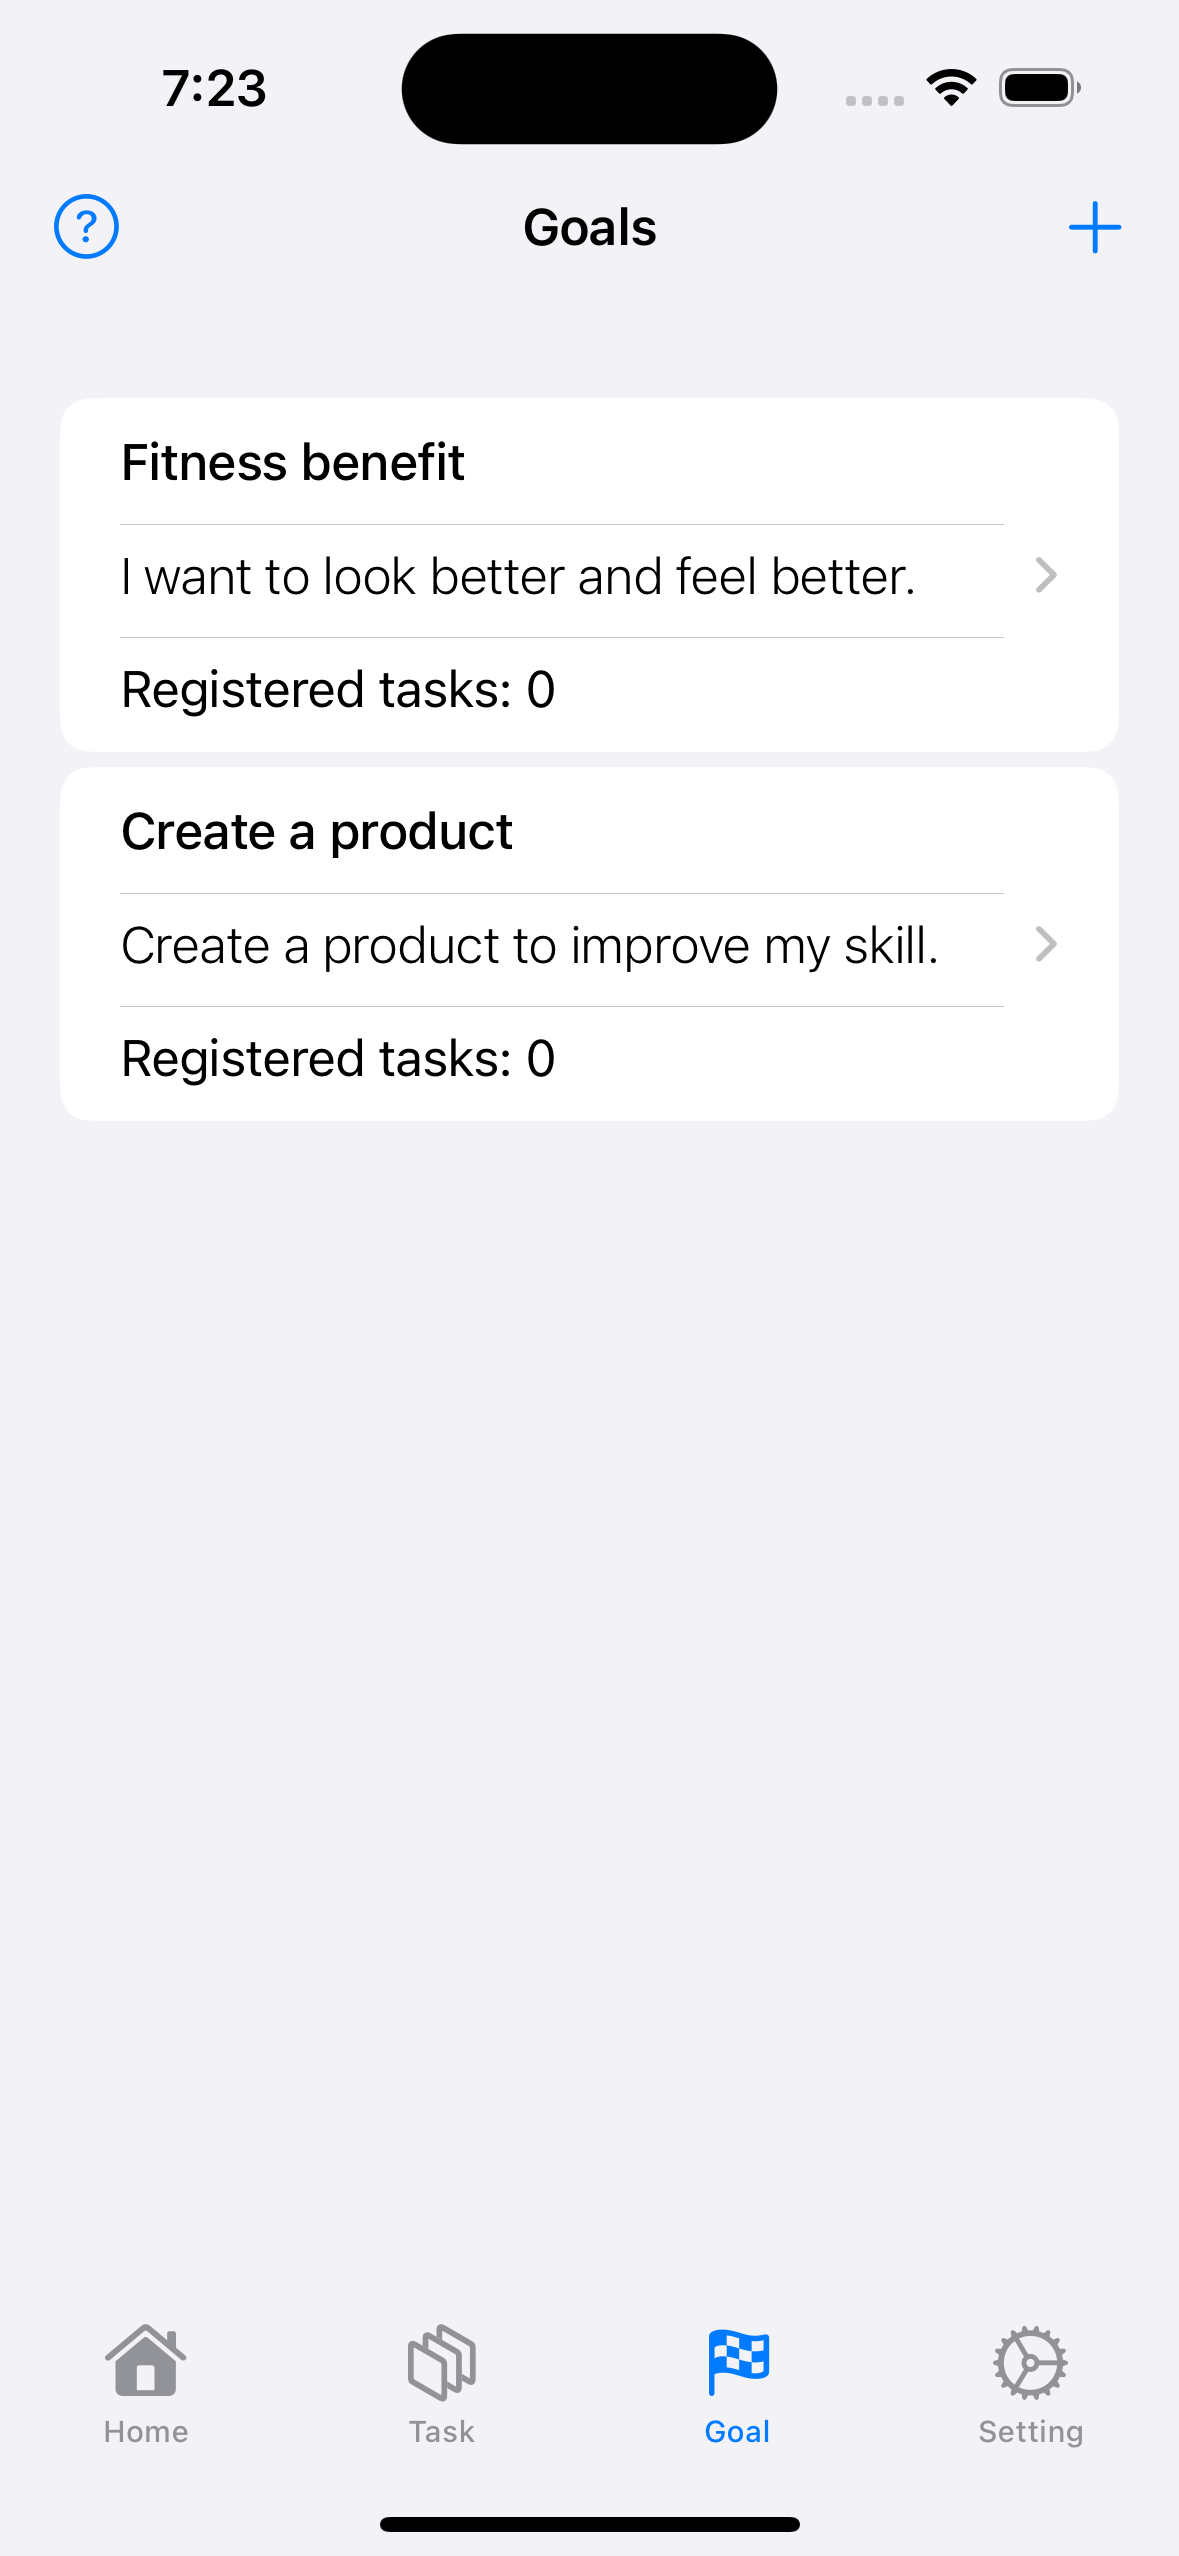 7:23
?
Goals
Fitness benefit
I want to look better and feel better.
Registered tasks: 0
Create a product
Create a product to improve my skill.
Registered tasks: 0
Home
Task
Goal
Setting